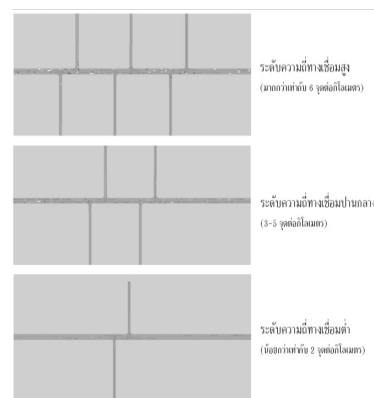 ระดับความถี่ทางเชื่อมสูง
(มากกว่าเท่ากับ 6 จุดต่อกิโลเมตร)
ระดับความถี่ทางเชื่อมปานกลาง
(3-5 จุดต่อกิโลเมตร)
ระดับความถี่ทางเชื่อมต่ำ
(น้อยกว่าเท่ากับ 2 จุดต่อกิโลเมตร)